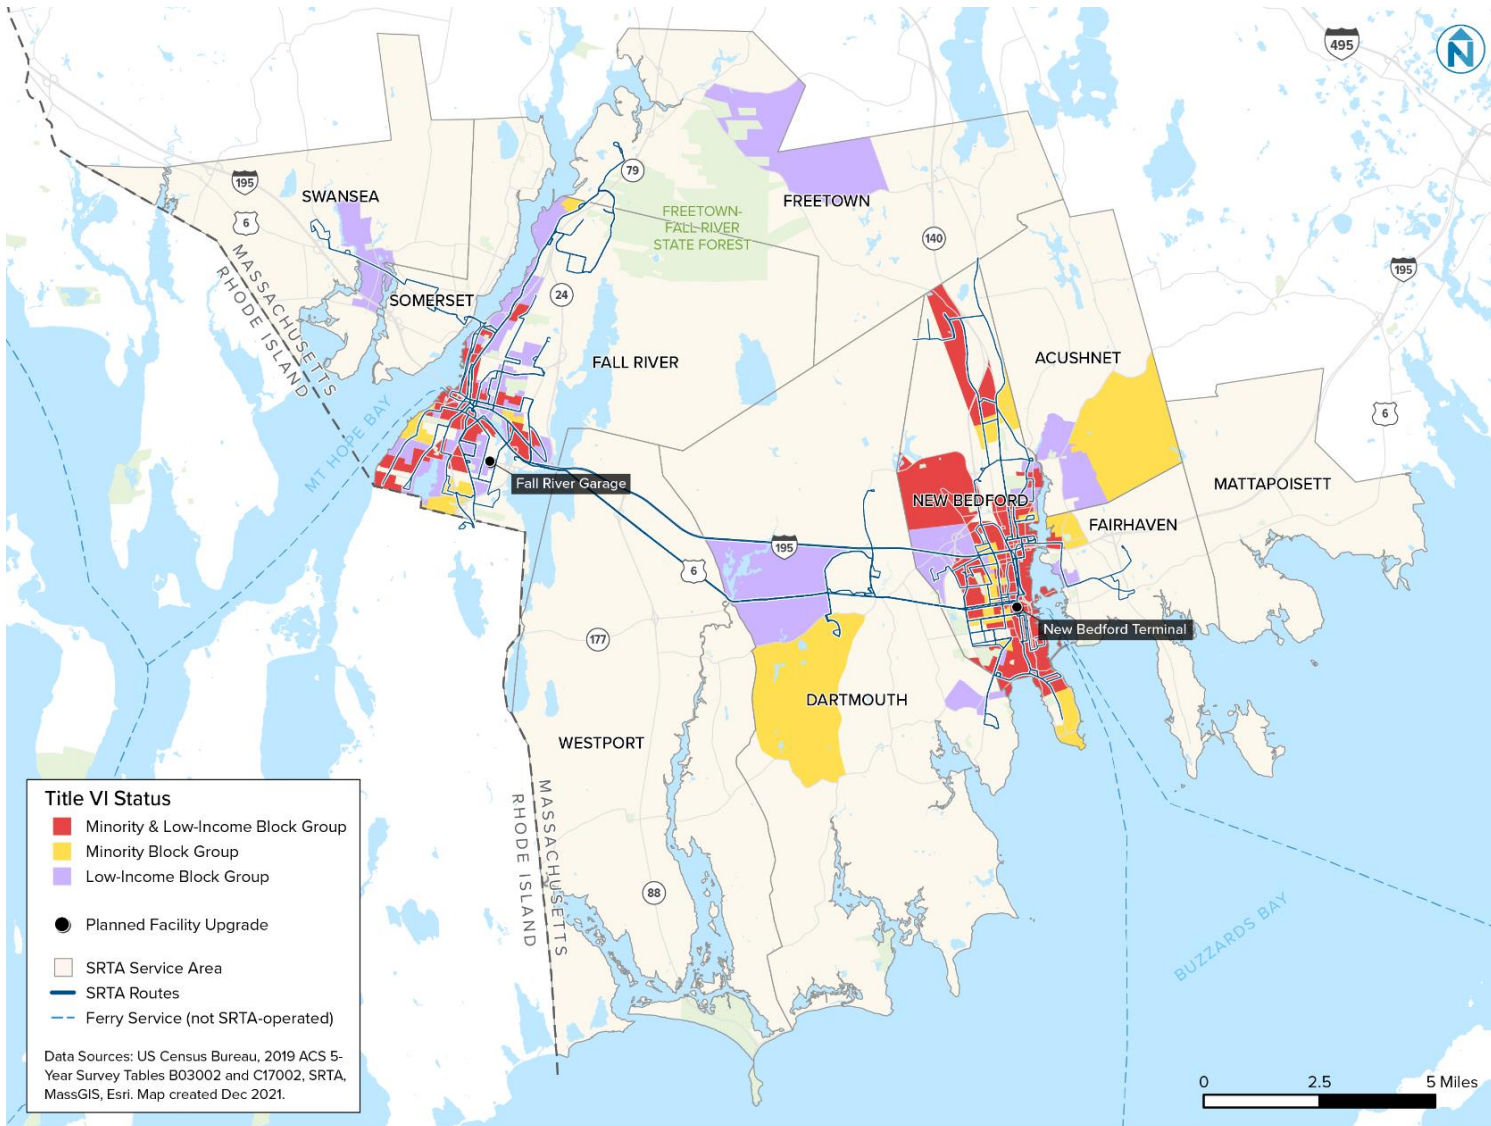 495
N
79
195
SWANSEA
6
FREETOWN-
FALL RIVER
STATE FOREST
FREETOWN
140
195
MASSACHUSETTS
RHODE ISLAND
SOMERSET
24
FALL RIVER
ACUSHNET
6
MT HOPE BAY
Fall River Garage
NEW BEDFORD
MATTAPOISETT
FAIRHAVEN
195
6
177
New Bedford Terminal
DARTMOUTH
WESTPORT
MASSACHUSETTS
RHODE ISLAND
88
BUZZARDS BAY
Title VI Status
Minority & Low-Income Block Group
Minority Block Group
Low-Income Block Group
Planned Facility Upgrade
SRTA Service Area
SRTA Routes
Ferry Service (not SRTA-operated)
Data Sources: US Census Bureau, 2019 ACS 5-
Year Survey Tables B03002 and C17002, SRTA,
MassGIS, Esri. Map created Dec 2021.
0 2.5 5 Miles